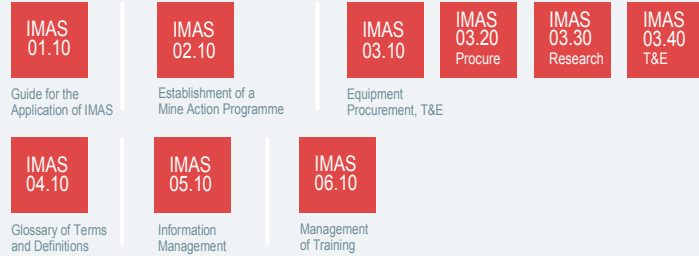 IMAS
01.10
Guide for the
Application of IMAS
IMAS
02.10
Establishment of a
Mine Action Programme
IMAS
03.10
Equipment
Procurement, T&E
IMAS
03.20
Procure
IMAS
03.30
Research
IMAS
03.40
T&E
IMAS
04.10
Glossary of Terms
and Definitions
IMAS
05.10
Information
Management
IMAS
06.10
Management
of Training